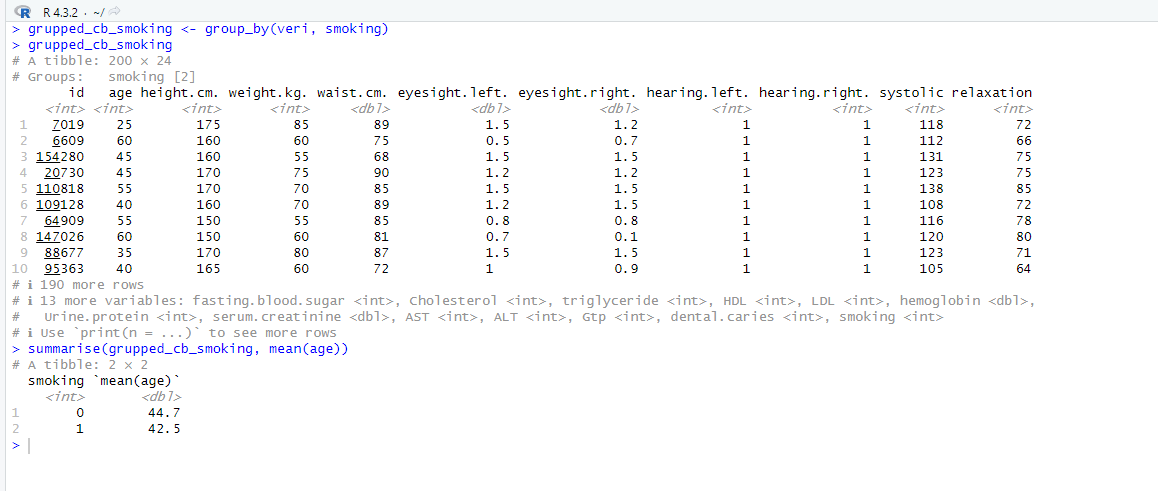 R 4.3.2 · ~/
> grupped_cb_smoking <- group_by(veri, smoking)
> grupped_cb_smoking
# A tibble: 200 × 24
# Groups:   smoking [2]
id age height.cm. weight.kg. waist.cm. eyesight.left. eyesight.right. hearing.left. hearing.right. systolic relaxation
<int> <int> <int> <int> <dbl> <dbl> <dbl> <int> <int> <int> <int>
1 7019 25 175 85 89 1.5 1.2 1 1 118 72
2 6609 60 160 60 75 0.5 0.7 1 1 112 66
3 154280 45 160 55 68 1.5 1.5 1 1 131 75
4 20730 45 170 75 90 1.2 1.2 1 1 123 75
5 110818 55 170 70 85 1.5 1.5 1 1 138 85
6 109128 40 160 70 89 1.2 1.5 1 1 108 72
7 64909 55 150 55 85 0.8 0.8 1 1 116 78
8 147026 60 150 60 81 0.7 0.1 1 1 120 80
9 88677 35 170 80 87 1.5 1.5 1 1 123 71
10 95363 40 165 60 72 1 0.9 1 1 105 64
# ℹ 190 more rows
# ℹ 13 more variables: fasting.blood.sugar <int>, Cholesterol <int>, triglyceride <int>, HDL <int>, LDL <int>, hemoglobin <dbl>,
#   Urine.protein <int>, serum.creatinine <dbl>, AST <int>, ALT <int>, Gtp <int>, dental.caries <int>, smoking <int>
# ℹ Use `print(n = ...)` to see more rows
> summarise(grupped_cb_smoking, mean(age))
# A tibble: 2 × 2
smoking `mean(age)`
<int> <dbl>
1 0 44.7
2 1 42.5
>